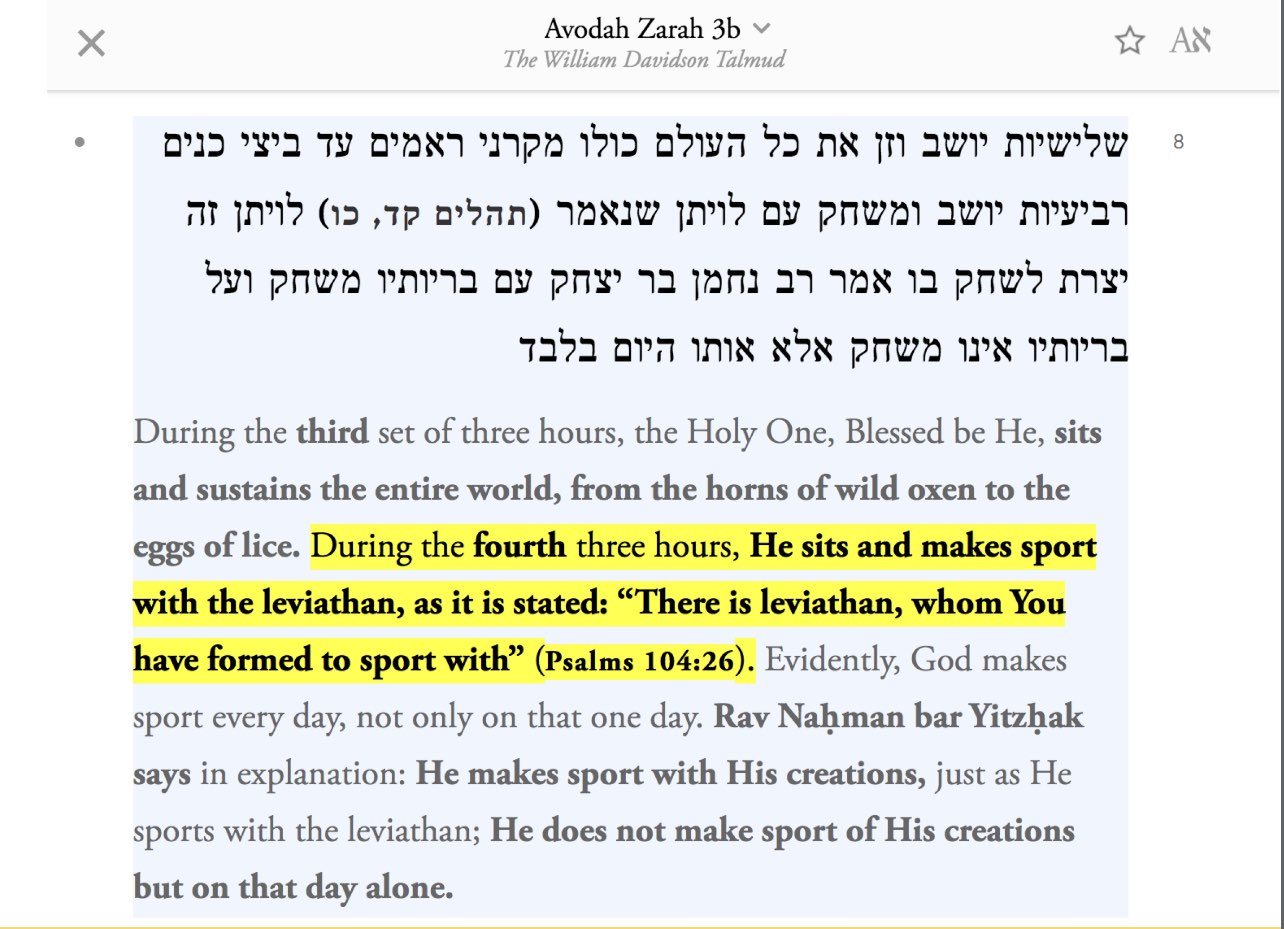 Avodah Zarah 3b
The William Davidson Talmud
Aא
8
שלישיות יושב וזן את כל העולם כולו מקרני ראמים עד ביצי כנים
רביעיות יושב ומשחק עם לויתן שנאמר (תהלים קד, כו) לויתן זה
יצרת לשחק בו אמר רב נחמן בר יצחק עם בריותיו משחק ועל
בריותיו אינו משחק אלא אותו היום בלבד
During the third set of three hours, the Holy One, Blessed be He, sits
and sustains the entire world, from the horns of wild oxen to the
eggs of lice. During the fourth three hours, He sits and makes sport
with the leviathan, as it is stated: “There is leviathan, whom You
have formed to sport with” (Psalms 104:26). Evidently, God makes
sport every day, not only on that one day. Rav Naḥman bar Yitzḥak
says in explanation: He makes sport with His creations, just as He
sports with the leviathan; He does not make sport of His creations
but on that day alone.